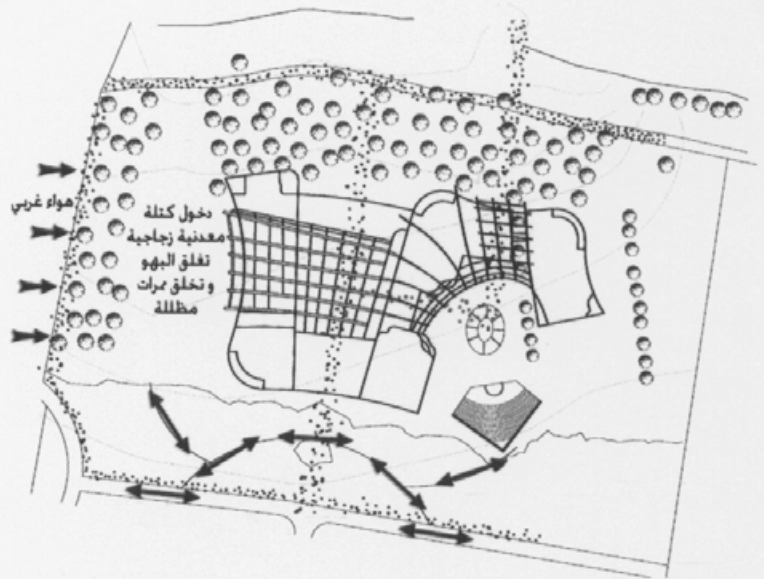 هواء غربي
دخول كتلة
معدنية زجاجية
تغلق البهو
و تخلق ممرات
مظللة